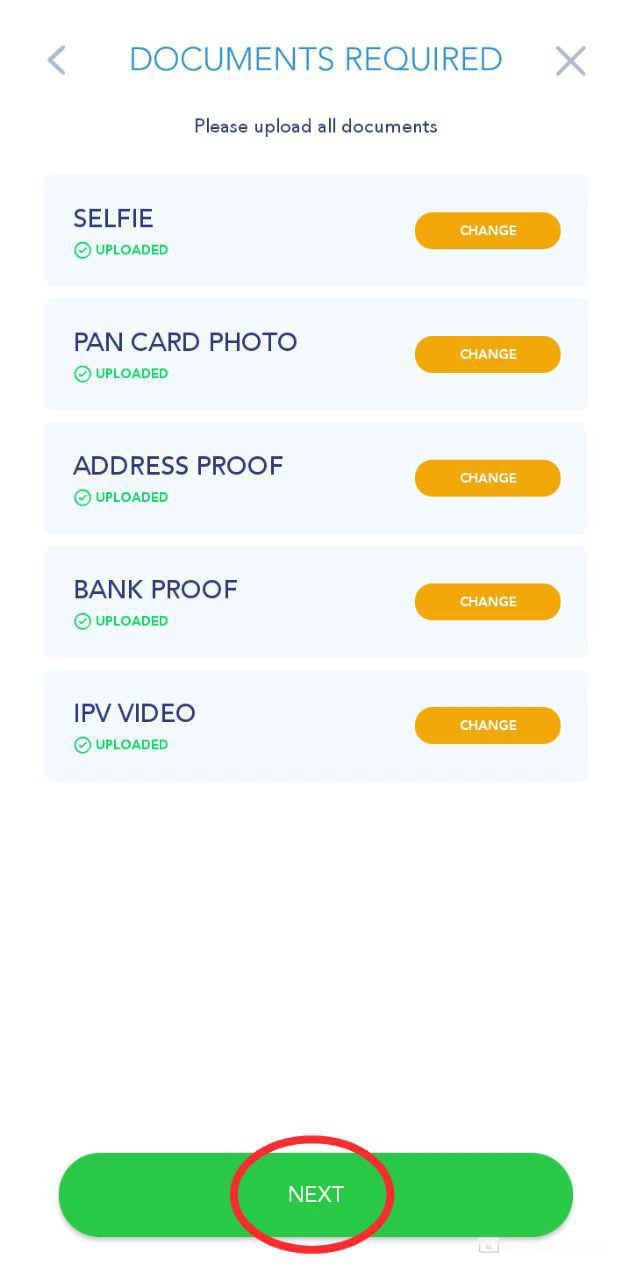 DOCUMENTS REQUIRED
Please upload all documents
SELFIE
UPLOADED
CHANGE
PAN CARD PHOTO
UPLOADED
CHANGE
ADDRESS PROOF
UPLOADED
CHANGE
BANK PROOF
UPLOADED
CHANGE
IPV VIDEO
UPLOADED
CHANGE
NEXT